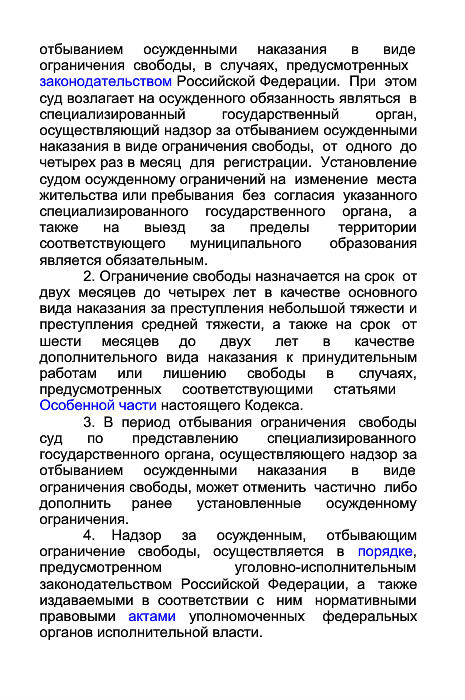 отбыванием осужденными наказания в виде
ограничения свободы, в случаях, предусмотренных
законодательством Российской Федерации. При этом
суд возлагает на осужденного обязанность являться в
специализированный государственный орган,
осуществляющий надзор за отбыванием осужденными
наказания в виде ограничения свободы, от одного до
четырех раз в месяц для регистрации. Установление
судом осужденному ограничений на изменение места
жительства или пребывания без согласия указанного
специализированного государственного органа, а
также на выезд за пределы территории
соответствующего муниципального образования
является обязательным.
2. Ограничение свободы назначается на срок от
двух месяцев до четырех лет в качестве основного
вида наказания за преступления небольшой тяжести и
преступления средней тяжести, а также на срок от
шести месяцев до двух лет в качестве
дополнительного вида наказания к принудительным
работам или лишению свободы в случаях,
предусмотренных соответствующими статьями
Особенной части настоящего Кодекса.
3. В период отбывания ограничения свободы
суд по представлению специализированного
государственного органа, осуществляющего надзор за
отбыванием осужденными наказания в виде
ограничения свободы, может отменить частично либо
дополнить ранее установленные осужденному
ограничения.
4. Надзор за осужденным, отбывающим
ограничение свободы, осуществляется в порядке,
предусмотренном уголовно-исполнительным
законодательством Российской Федерации, а также
издаваемыми в соответствии с ним нормативными
правовыми актами уполномоченных федеральных
органов исполнительной власти.